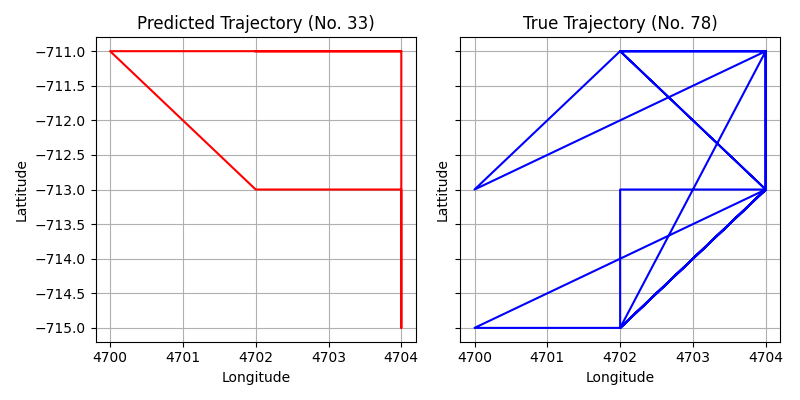 Predicted Trajectory (No. 33)
True Trajectory (No. 78)
−711.0
−711.5
−712.0
−712.5
−713.0
−713.5
−714.0
−714.5
−715.0
Lattitude
Lattitude
4700 4701 4702 4703 4704
4700 4701 4702 4703 4704
Longitude
Longitude